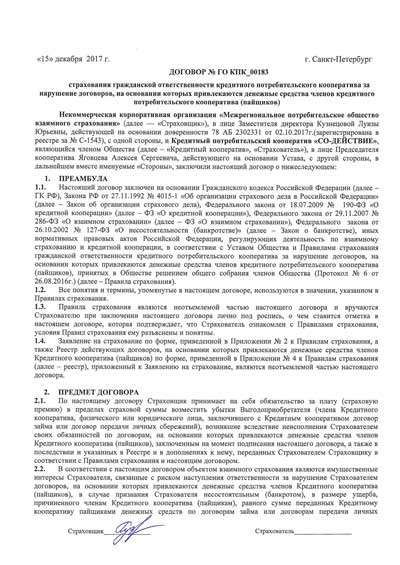 «15» декабря 2017 г. г. Санкт-Петербург
ДОГОВОР № ГО КПК_00183
страхования гражданской ответственности кредитного потребительского кооператива за
нарушение договоров, на основании которых привлекаются денежные средства членов кредитного
потребительского кооператива (пайщиков)
Некоммерческая корпоративная организация «Межрегиональное потребительское общество
взаимного страхования» (далее — «Страховщик»), в лице Заместителя директора Кузнецовой Луизы
Юрьевны, действующей на основании доверенности 78 АБ 2302331 от 02.10.2017г.(зарегистрирована в
реестре за № С-1543), с одной стороны, и Кредитный потребительский кооператив «СО-ДЕЙСТВИЕ»,
являющийся членом Общества (далее – «Кредитный кооператив», «Страхователь»), в лице Председателя
кооператива Яговцева Алексея Сергеевича, действующего на основании Устава, с другой стороны, в
дальнейшем вместе именуемые «Стороны», заключили настоящий договор о нижеследующем:
1. ПРЕАМБУЛА
1.1. Настоящий договор заключен на основании Гражданского кодекса Российской Федерации (далее –
ГК РФ), Закона РФ от 27.11.1992 № 4015-1 «Об организации страхового дела в Российской Федерации»
(далее – Закон об организации страхового дела), Федерального закона от 18.07.2009 № 190-ФЗ «О
кредитной кооперации» (далее – ФЗ «О кредитной кооперации»), Федерального закона от 29.11.2007 №
286-ФЗ «О взаимном страховании» (далее – ФЗ «О взаимном страховании»), Федерального закона от
26.10.2002 № 127-ФЗ «О несостоятельности (банкротстве)» (далее – Закон о банкротстве), иных
нормативных правовых актов Российской Федерации, регулирующих деятельность по взаимному
страхованию и кредитной кооперации, в соответствии с Уставом Общества и Правилами страхования
гражданской ответственности кредитного потребительского кооператива за нарушение договоров, на
основании которых привлекаются денежные средства членов кредитного потребительского кооператива
(пайщиков), принятых в Обществе решением общего собрания членов Общества (Протокол № 6 от
26.08.2016г.) (далее – Правила страхования).
1.2. Все понятия и термины, упомянутые в настоящем договоре, используются в значении, указанном в
Правилах страхования.
1.3. Правила страхования являются неотъемлемой частью настоящего договора и вручаются
Страхователю при заключении настоящего договора лично под роспись, о чем ставится отметка в
настоящем договоре, которая подтверждает, что Страхователь ознакомлен с Правилами страхования,
условия Правил страхования ему разъяснены и понятны.
1.4. Заявление на страхование по форме, приведенной в Приложении № 2 к Правилам страхования, а
также Реестр действующих договоров, на основании которых привлекаются денежные средства членов
Кредитного кооператива (пайщиков) по форме, приведенной в Приложении № 4 к Правилам страхования
(далее – реестр), приложенный к Заявлению на страхование, являются неотъемлемой частью настоящего
договора.
2. ПРЕДМЕТ ДОГОВОРА
2.1. По настоящему договору Страховщик принимает на себя обязательство за плату (страховую
премию) в пределах страховой суммы возместить убытки Выгодоприобретателя (члена Кредитного
кооператива, физического или юридического лица, заключившего с Кредитным кооперативом договор
займа или договор передачи личных сбережений), возникшие вследствие неисполнения Страхователем
своих обязанностей по договорам, на основании которых привлекаются денежные средства членов
Кредитного кооператива (пайщиков), заключенным на момент подписания настоящего договора, а также в
последствии и указанных в Реестре и в дополнениях к нему, переданных Страхователем Страховщику в
соответствии с Правилами страхования и настоящим договором.
2.2. В соответствии с настоящим договором объектом взаимного страхования являются имущественные
интересы Страхователя, связанные с риском наступления ответственности за нарушение Страхователем
договоров, на основании которых привлекаются денежные средства членов Кредитного кооператива
(пайщиков), в случае признания Страхователя несостоятельным (банкротом), в размере ущерба,
причиненного членам Кредитного кооператива (пайщикам), равного сумме переданных Кредитному
кооперативу пайщиками денежных средств по договорам займа или договорам передачи личных
Страховщик Страхователь